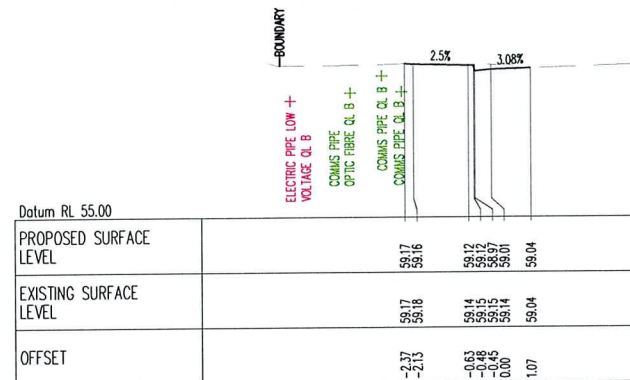 BOUNDARY
2.5%
3.08%
ELECTRIC PIPE LOW
VOLTAGE QL B
COMMS PIPE
OPTIC FIBRE QL B
COMMS PIPE QL B
COMMS PIPE QL B
Datum RL 55.00
PROPOSED SURFACE
LEVEL
59.17
59.16
59.12
59.12
58.97
59.01
59.04
EXISTING SURFACE
LEVEL
59.17
59.18
59.14
59.15
59.15
59.14
59.04
OFFSET
-2.37
-2.13
-0.63
-0.48
-0.45
0.00
1.07